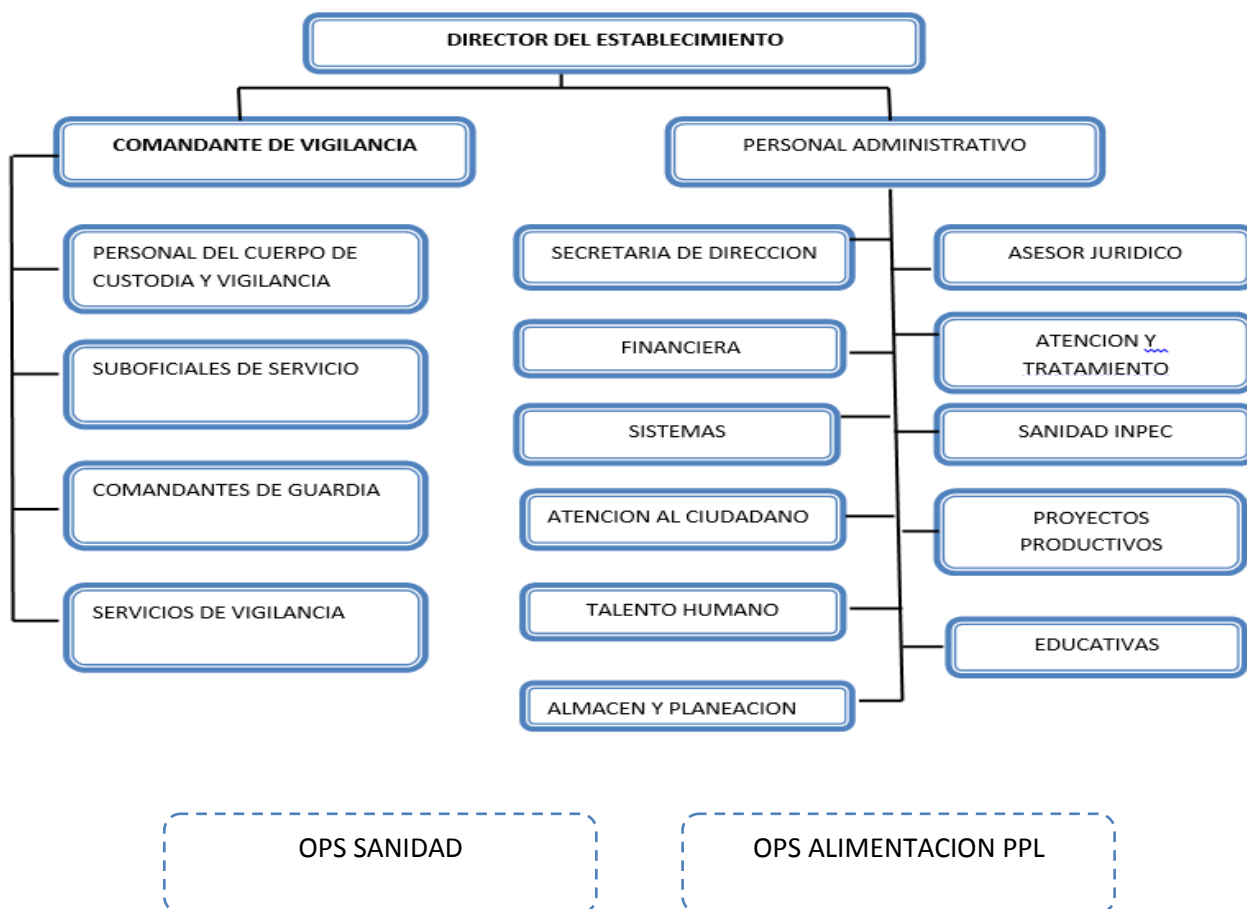 DIRECTOR DEL ESTABLECIMIENTO
COMANDANTE DE VIGILANCIA
PERSONAL ADMINISTRATIVO
PERSONAL DEL CUERPO DE
CUSTODIA Y VIGILANCIA
SUBOFICIALES DE SERVICIO
COMANDANTES DE GUARDIA
SERVICIOS DE VIGILANCIA
SECRETARIA DE DIRECCION
FINANCIERA
SISTEMAS
ATENCION AL CIUDADANO
TALENTO HUMANO
ALMACEN Y PLANEACION
ASESOR JURIDICO
ATENCION Y
TRATAMIENTO
SANIDAD INPEC
PROYECTOS
PRODUCTIVOS
EDUCATIVAS
OPS SANIDAD
OPS ALIMENTACION PPL